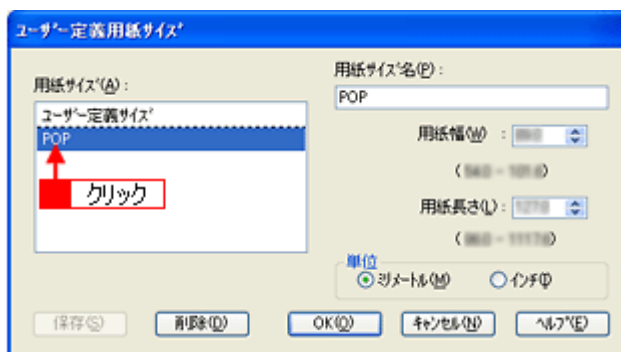 ユーザー定義用紙サイズ
用紙サイズ(A):
ユーザー定義サイズ
POP
クリック
用紙サイズ名(P):
POP
用紙幅(W) :
用紙長さ(L):
単位
ミリメートル(M)
インチ(I)
保存(S)
削除(D)
OK(O)
キャンセル(N)
ヘルプ(E)